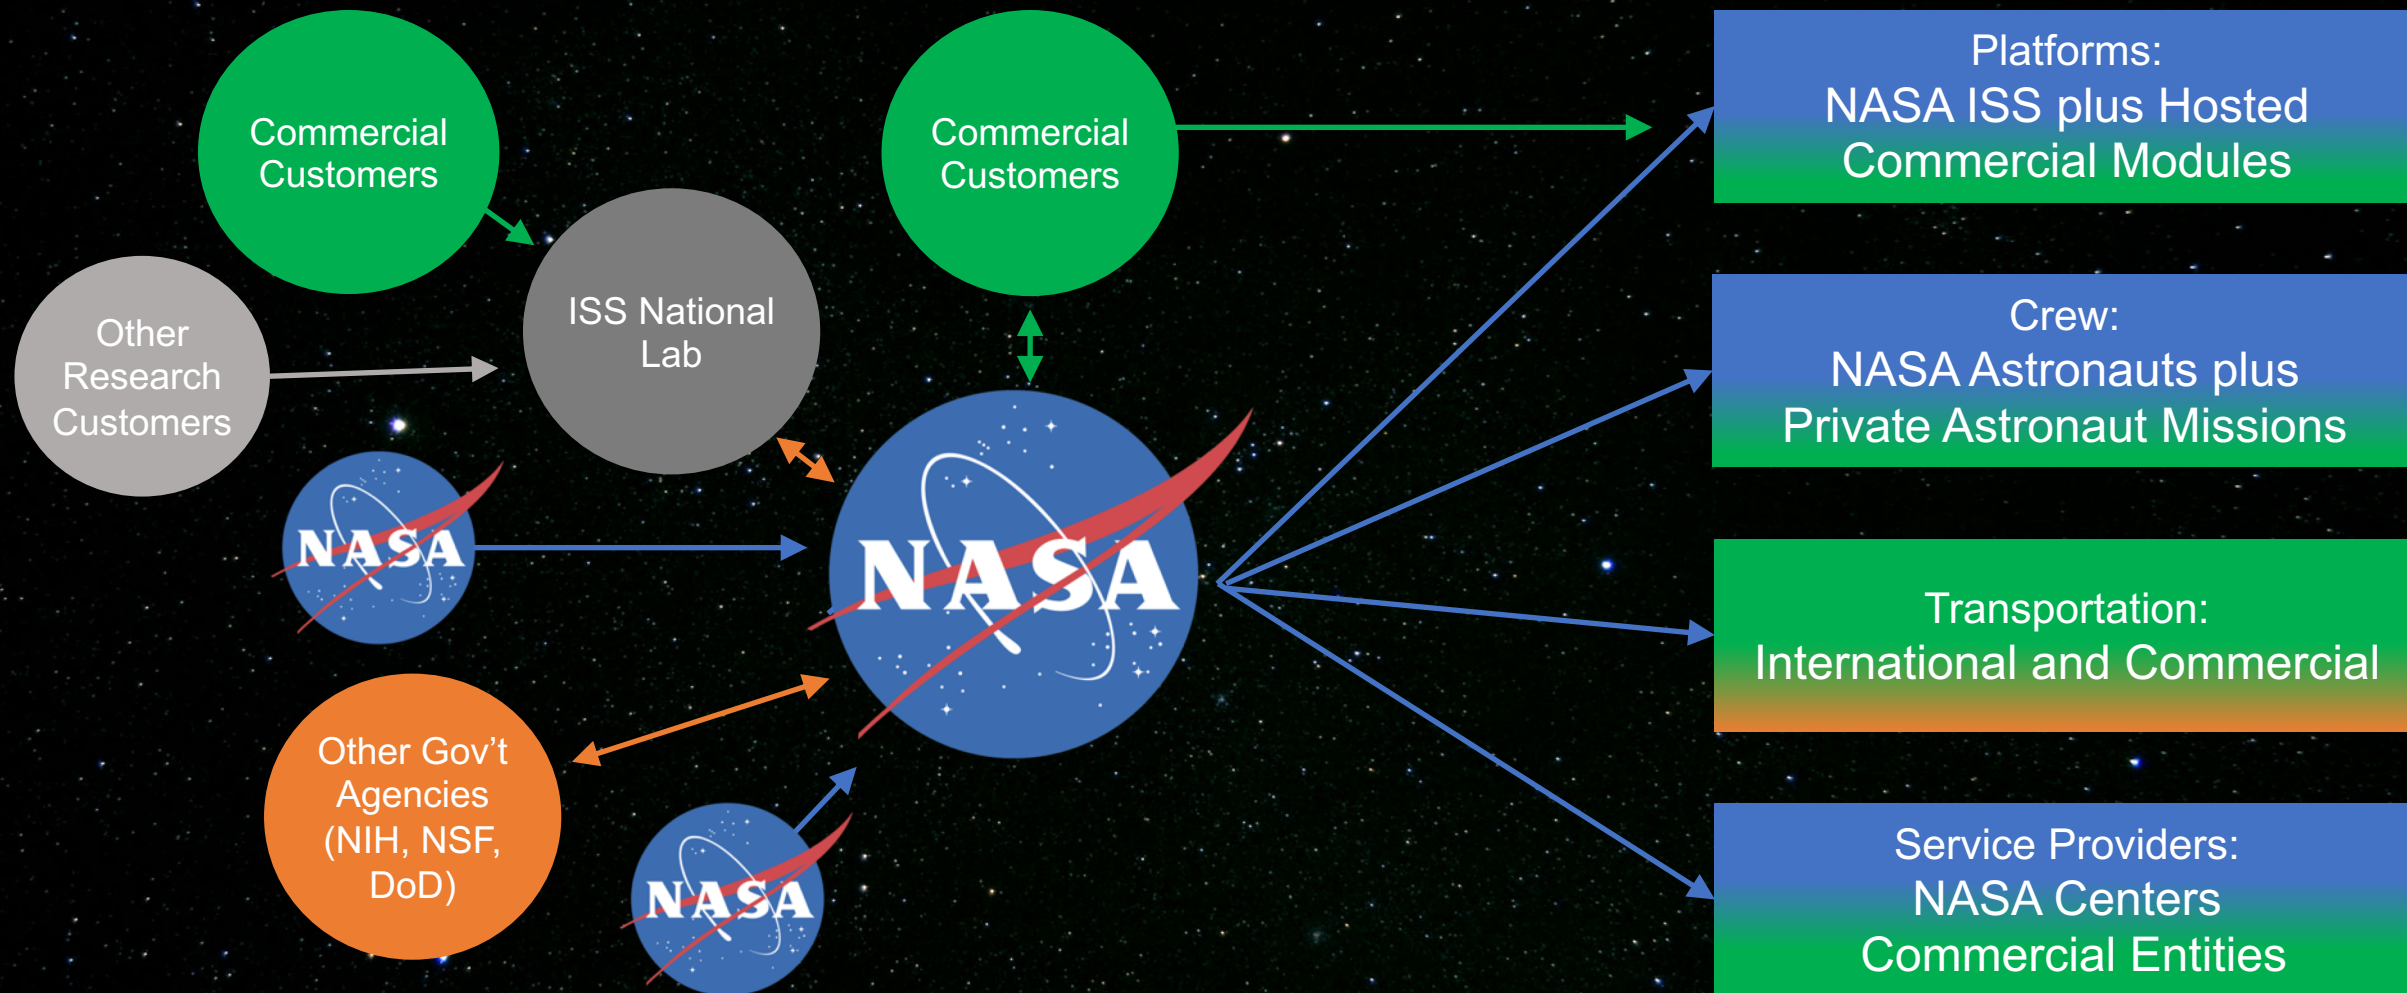 Commercial
Customers
Commercial
Customers
Platforms:
NASA ISS plus Hosted
Commercial Modules
Other
Research
Customers
ISS National
Lab
Crew:
NASA Astronauts plus
Private Astronaut Missions
NASA
NASA
Transportation:
International and Commercial
Other Gov’t
Agencies
(NIH, NSF,
DoD)
NASA
Service Providers:
NASA Centers
Commercial Entities